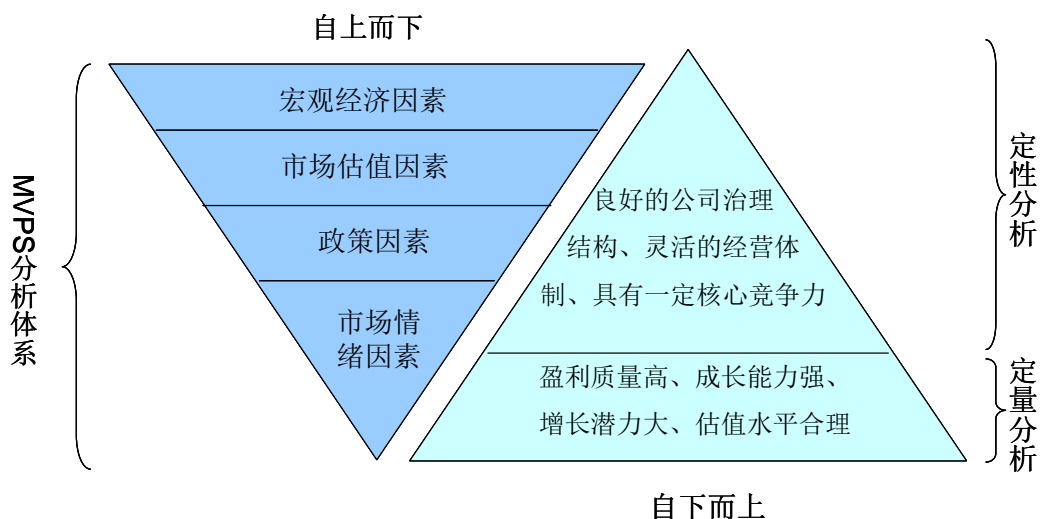 自上而下
MVPS分析体系
宏观经济因素
市场估值因素
政策因素
市场情
绪因素
良好的公司治理
结构、灵活的经营体
制、具有一定核心竞争力
盈利质量高、成长能力强、
增长潜力大、估值水平合理
定性分析
定量分析
自下而上